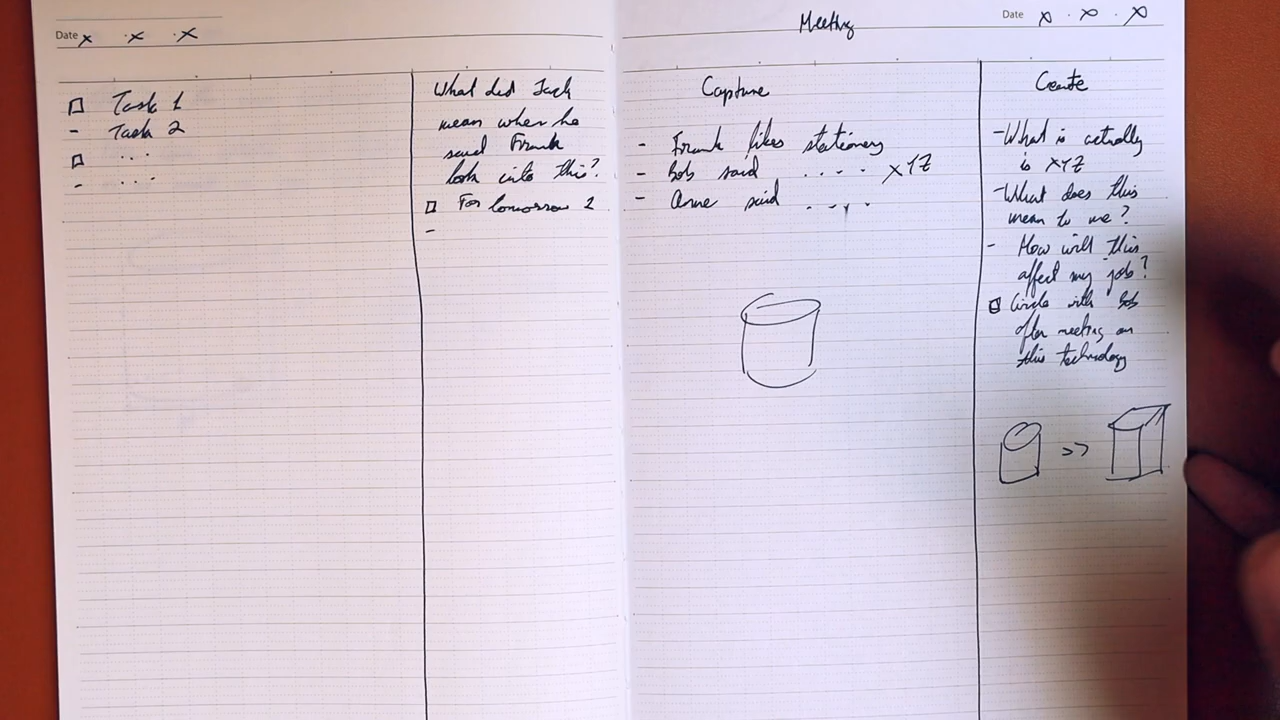 Date x · x · x
□ Task 1
- Task 2
□ ...
- ...
What did Jack
mean when he
said Frank
look into this?
□ For tomorrow 1
-
Meeting
Date x · x · x
Capture
- Frank likes stationery
- Bob said .... XYZ
- Anne said ....
Create
- What is actually
is XYZ
- What does this
mean to me?
- How will this
affect my job?
□ Circle with Bob
after meeting on
this technology
>>